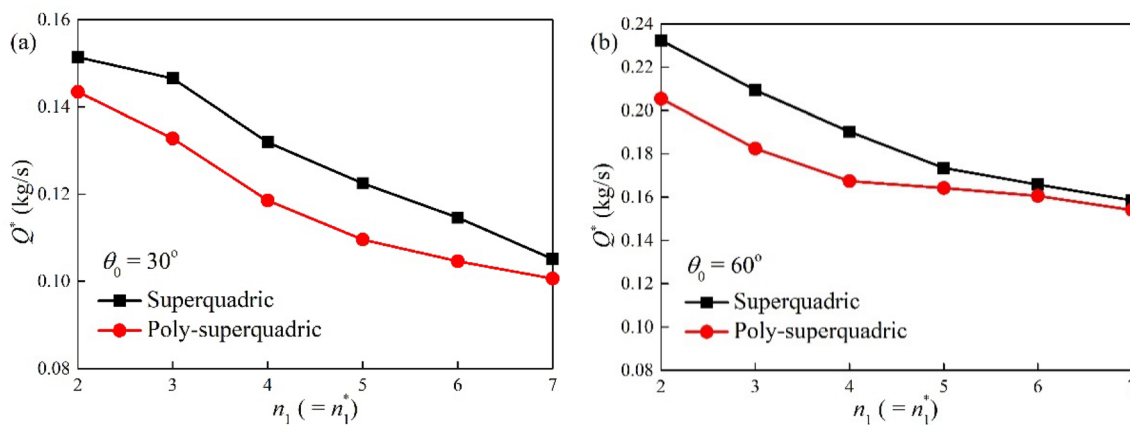 (a)
0.16
0.14
0.12
0.10
0.08
Q* (kg/s)
θ₀ = 30°
Superquadric
Poly-superquadric
2 3 4 5 6 7
n₁ ( = n₁*)
(b)
0.24
0.22
0.20
0.18
0.16
0.14
0.12
0.10
0.08
Q* (kg/s)
θ₀ = 60°
Superquadric
Poly-superquadric
2 3 4 5 6 7
n₁ ( = n₁*)